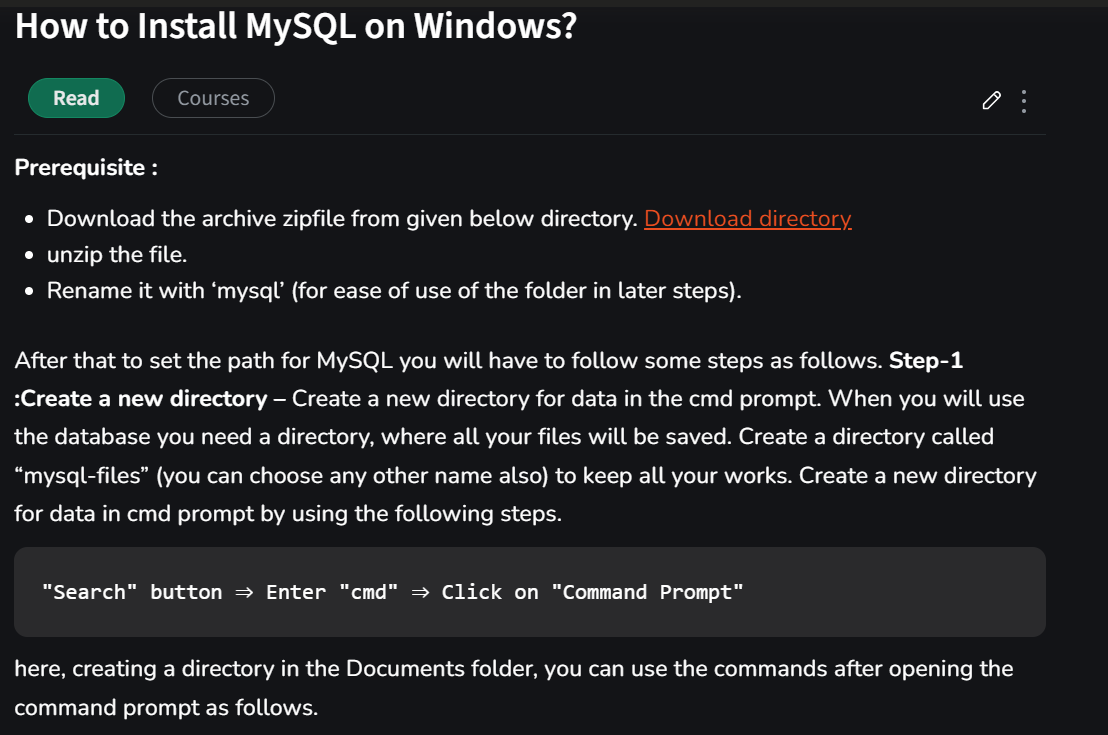 How to Install MySQL on Windows?
Read
Courses
Prerequisite :
• Download the archive zipfile from given below directory. Download directory
• unzip the file.
• Rename it with ‘mysql’ (for ease of use of the folder in later steps).
After that to set the path for MySQL you will have to follow some steps as follows. Step-1
:Create a new directory – Create a new directory for data in the cmd prompt. When you will use
the database you need a directory, where all your files will be saved. Create a directory called
“mysql-files” (you can choose any other name also) to keep all your works. Create a new directory
for data in cmd prompt by using the following steps.
"Search" button ⇒ Enter "cmd" ⇒ Click on "Command Prompt"
here, creating a directory in the Documents folder, you can use the commands after opening the
command prompt as follows.